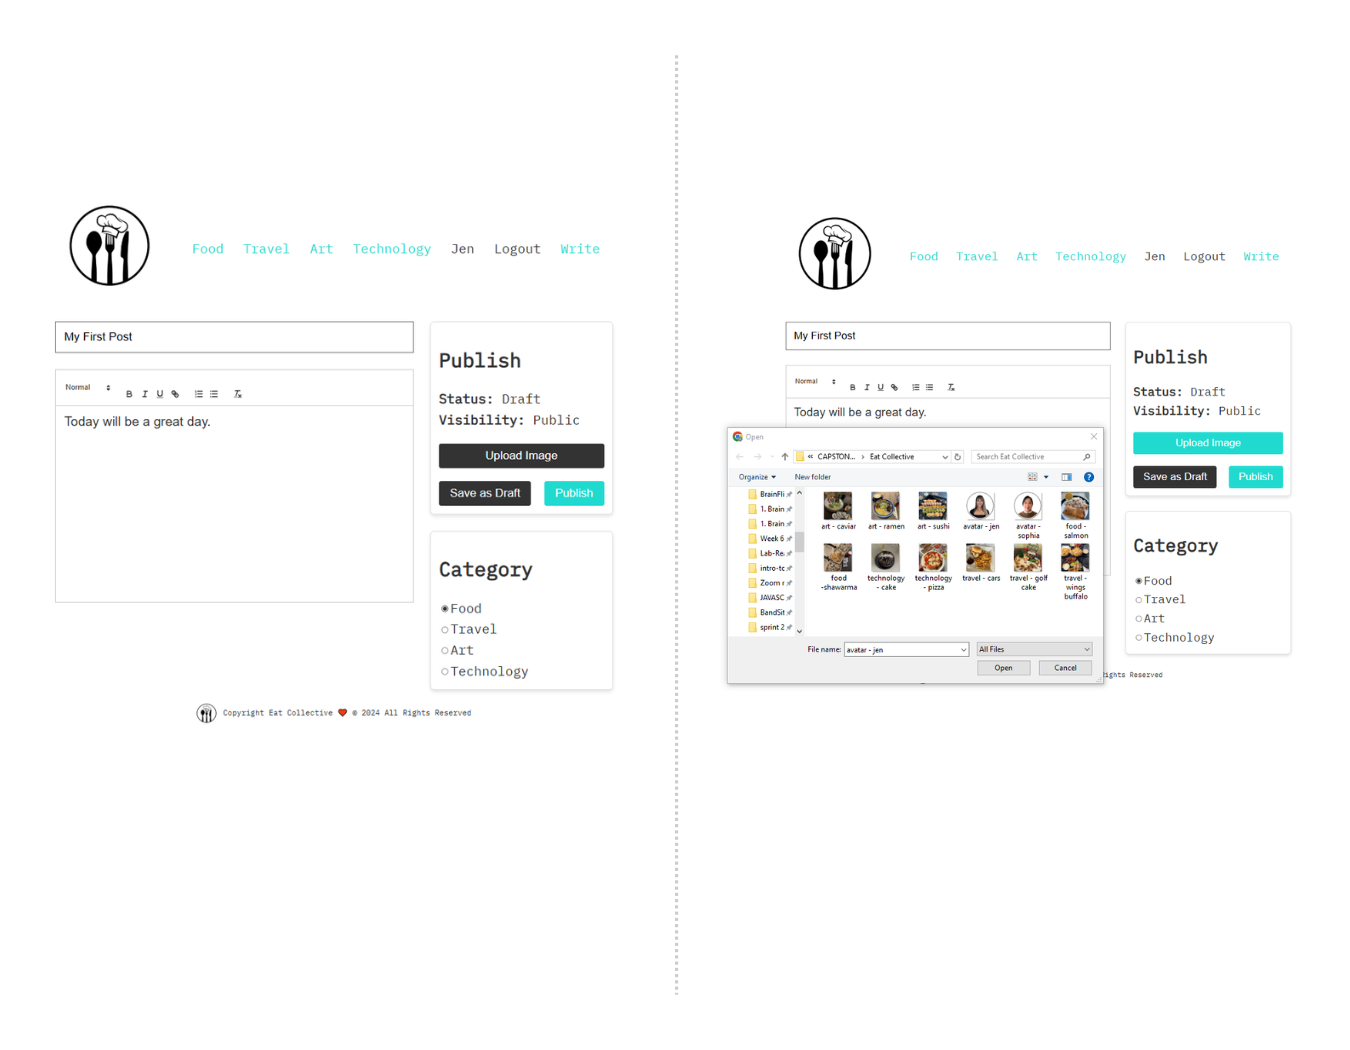 Food Travel Art Technology Jen Logout Write
My First Post
Normal
B I U
Today will be a great day.
Publish
Status: Draft
Visibility: Public
Upload Image
Save as Draft Publish
Category
Food
Travel
Art
Technology
Copyright Eat Collective ❤️ © 2024 All Rights Reserved
Food Travel Art Technology Jen Logout Write
My First Post
Normal
B I U
Today will be a great day.
Publish
Status: Draft
Visibility: Public
Upload Image
Save as Draft Publish
Category
Food
Travel
Art
Technology
Open
« CAPSTON... › Eat Collective
Search Eat Collective
Organize New folder
BrainFli
1. Brain
1. Brain
Week 6
Lab-Re
intro-tc
Zoom r
JAVASC
BandSit
sprint 2
art - caviar
art - ramen
art - sushi
avatar - jen
avatar -
sophia
food -
salmon
food
-shawarma
technology
- cake
technology
- pizza
travel - cars
travel - golf
cake
travel -
wings
buffalo
File name: avatar - jen
All Files
Open Cancel
ights Reserved